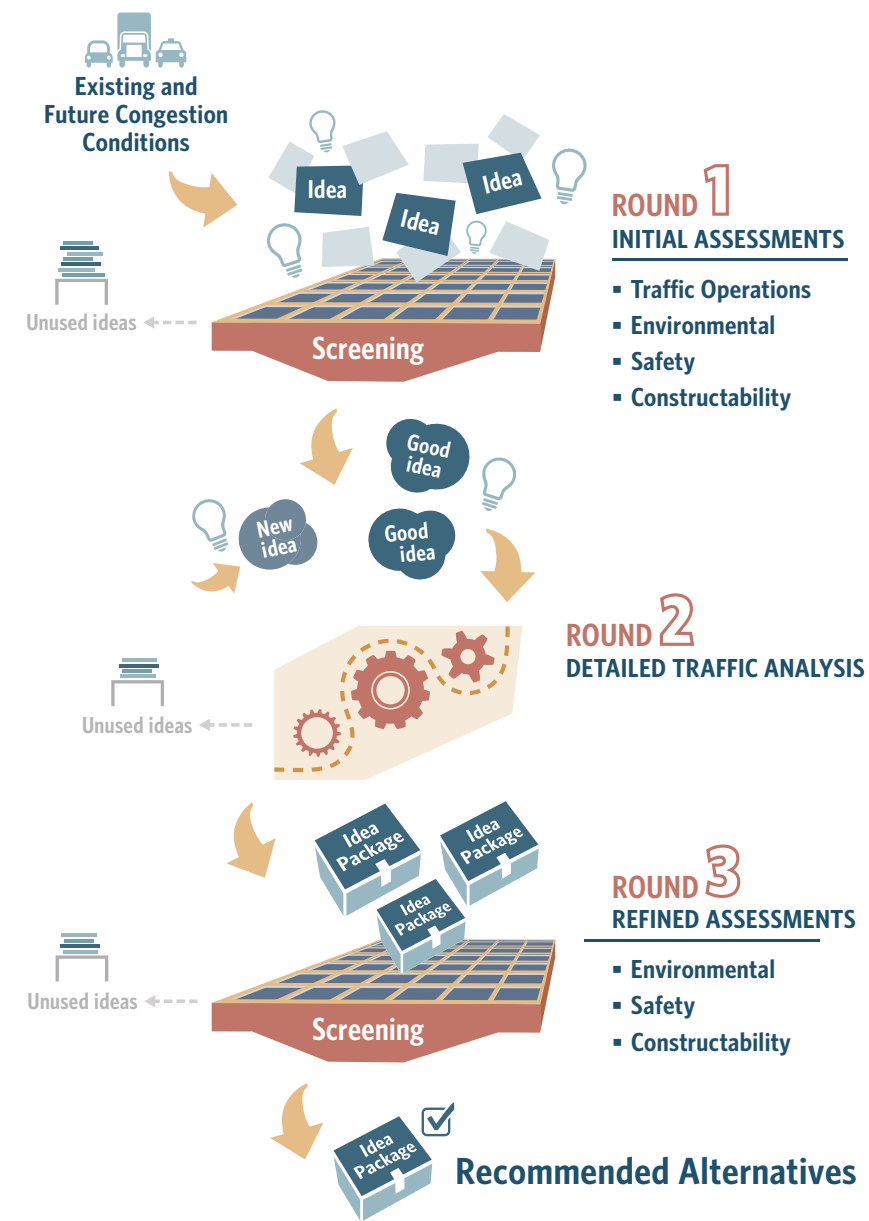 Existing and
Future Congestion
Conditions
Idea
Idea
Idea
ROUND 1
INITIAL ASSESSMENTS
▪ Traffic Operations
▪ Environmental
▪ Safety
▪ Constructability
Unused ideas
Screening
Good
idea
New
idea
Good
idea
ROUND 2
DETAILED TRAFFIC ANALYSIS
Unused ideas
Idea
Package
Idea
Package
Idea
Package
ROUND 3
REFINED ASSESSMENTS
▪ Environmental
▪ Safety
▪ Constructability
Unused ideas
Screening
Idea
Package
Recommended Alternatives